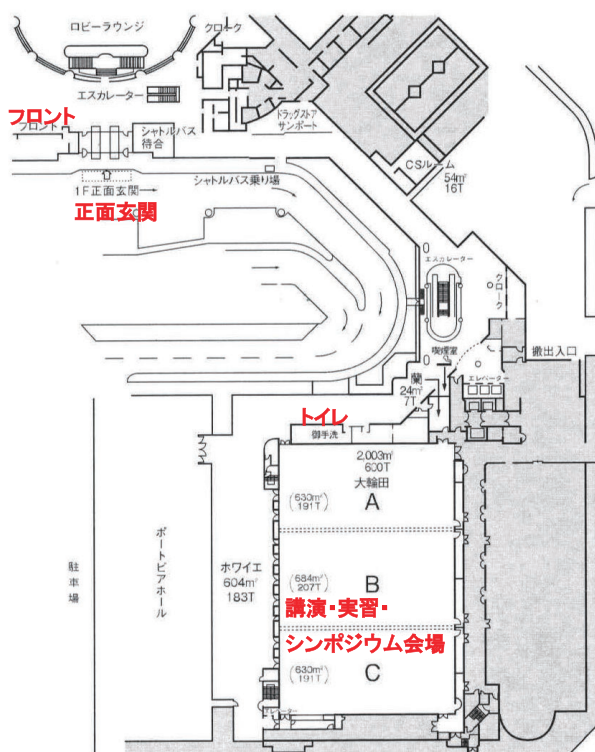 ロビーラウンジ
クローク
エスカレーター
フロント
フロント
シャトルバス
待合
ドラッグストア
サンポート
CSルーム
54m²
16T
シャトルバス乗り場
1F正面玄関
正面玄関
エスカレーター
クローク
喫煙室
搬出入口
エレベーター
蘭
24m²
7T
トイレ
御手洗
2,003m²
600T
大輪田
(630m² 191T)
A
ホワイエ
604m²
183T
ポートピアホール
駐車場
(684m² 207T)
B
講演・実習・
シンポジウム会場
(630m² 191T)
C
エレベーター